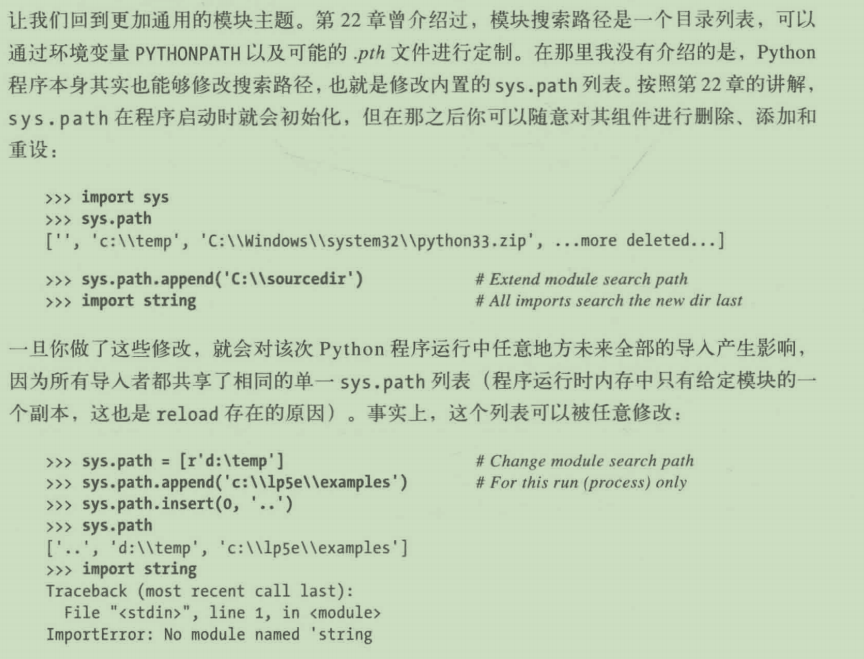 让我们回到更加通用的模块主题。第 22 章曾介绍过，模块搜索路径是一个目录列表，可以
通过环境变量 PYTHONPATH 以及可能的 .pth 文件进行定制。在那里我没有介绍的是，Python
程序本身其实也能够修改搜索路径，也就是修改内置的 sys.path 列表。按照第 22 章的讲解，
sys.path 在程序启动时就会初始化，但在那之后你可以随意对其组件进行删除、添加和
重设：
>>> import sys
>>> sys.path
['', 'c:\\temp', 'C:\\Windows\\system32\\python33.zip', ...more deleted...]
>>> sys.path.append('C:\\sourcedir') # Extend module search path
>>> import string # All imports search the new dir last
一旦你做了这些修改，就会对该次 Python 程序运行中任意地方未来全部的导入产生影响，
因为所有导入者都共享了相同的单一 sys.path 列表（程序运行时内存中只有给定模块的一
个副本，这也是 reload 存在的原因）。事实上，这个列表可以被任意修改：
>>> sys.path = [r'd:\temp'] # Change module search path
>>> sys.path.append('c:\\lp5e\\examples') # For this run (process) only
>>> sys.path.insert(0, '..')
>>> sys.path
['..', 'd:\\temp', 'c:\\lp5e\\examples']
>>> import string
Traceback (most recent call last):
  File "<stdin>", line 1, in <module>
ImportError: No module named 'string